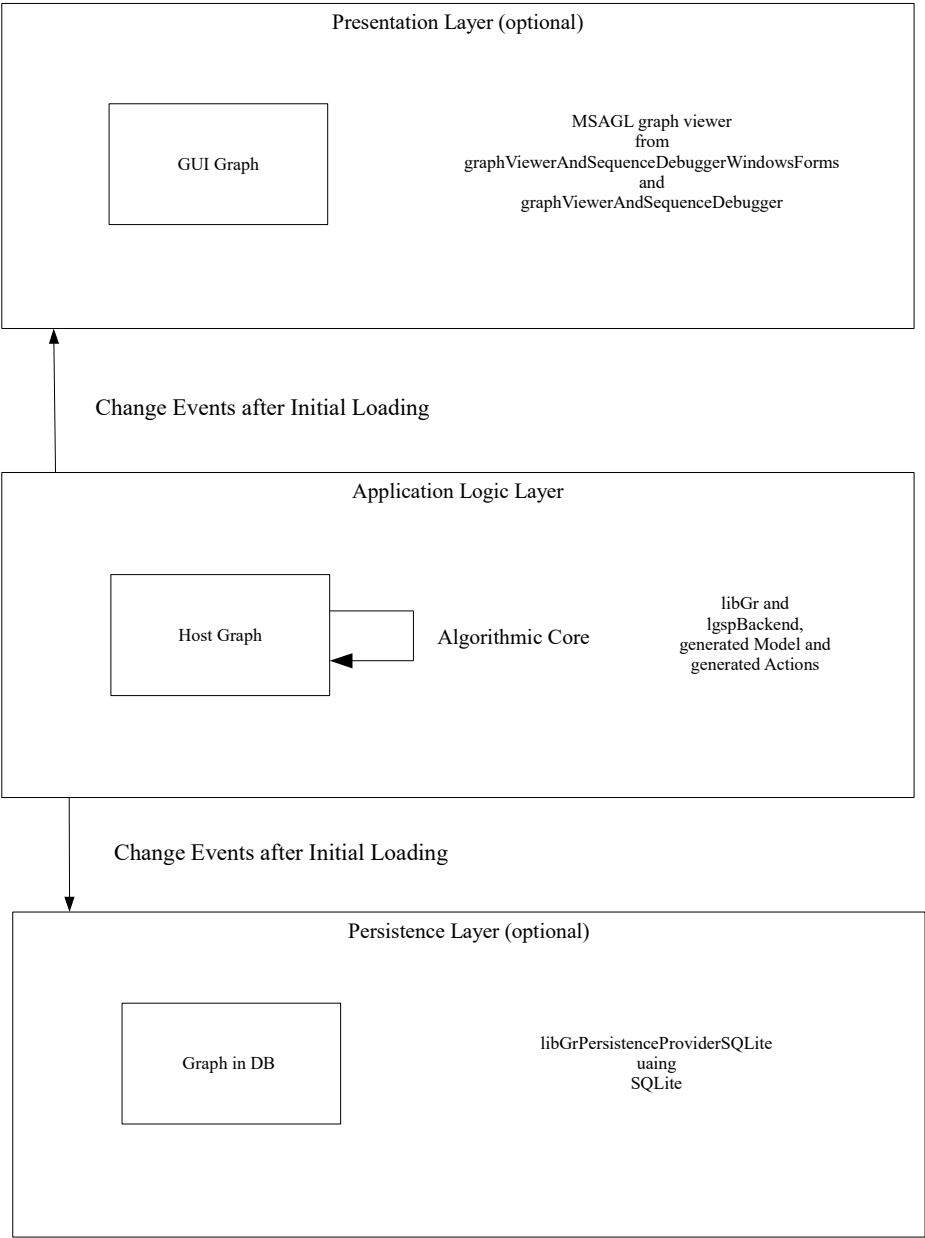 Presentation Layer (optional)
GUI Graph
MSAGL graph viewer
from
graphViewerAndSequenceDebuggerWindowsForms
and
graphViewerAndSequenceDebugger
Change Events after Initial Loading
Application Logic Layer
Host Graph
Algorithmic Core
libGr and
lgspBackend,
generated Model and
generated Actions
Change Events after Initial Loading
Persistence Layer (optional)
Graph in DB
libGrPersistenceProviderSQLite
uaing
SQLite